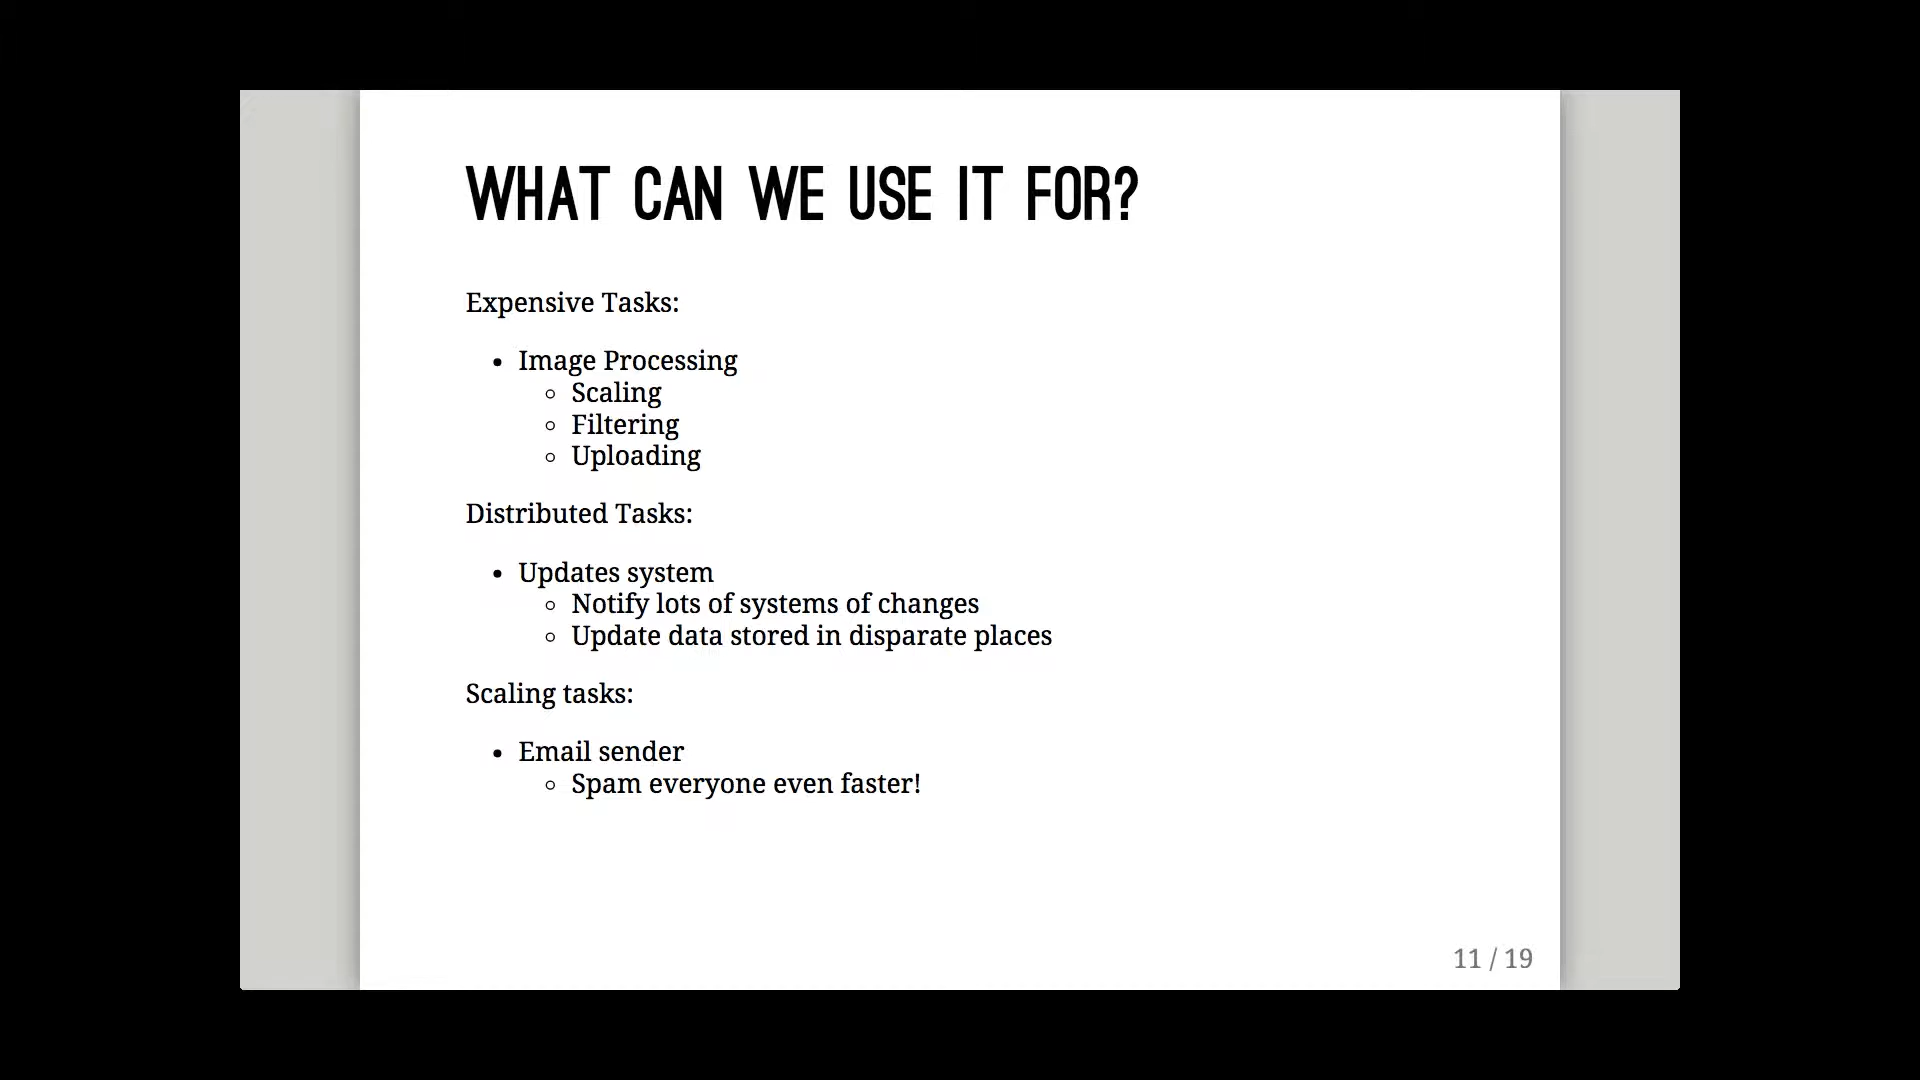 WHAT CAN WE USE IT FOR?
Expensive Tasks:
Image Processing
Scaling
Filtering
Uploading
Distributed Tasks:
Updates system
Notify lots of systems of changes
Update data stored in disparate places
Scaling tasks:
Email sender
Spam everyone even faster!
11 / 19